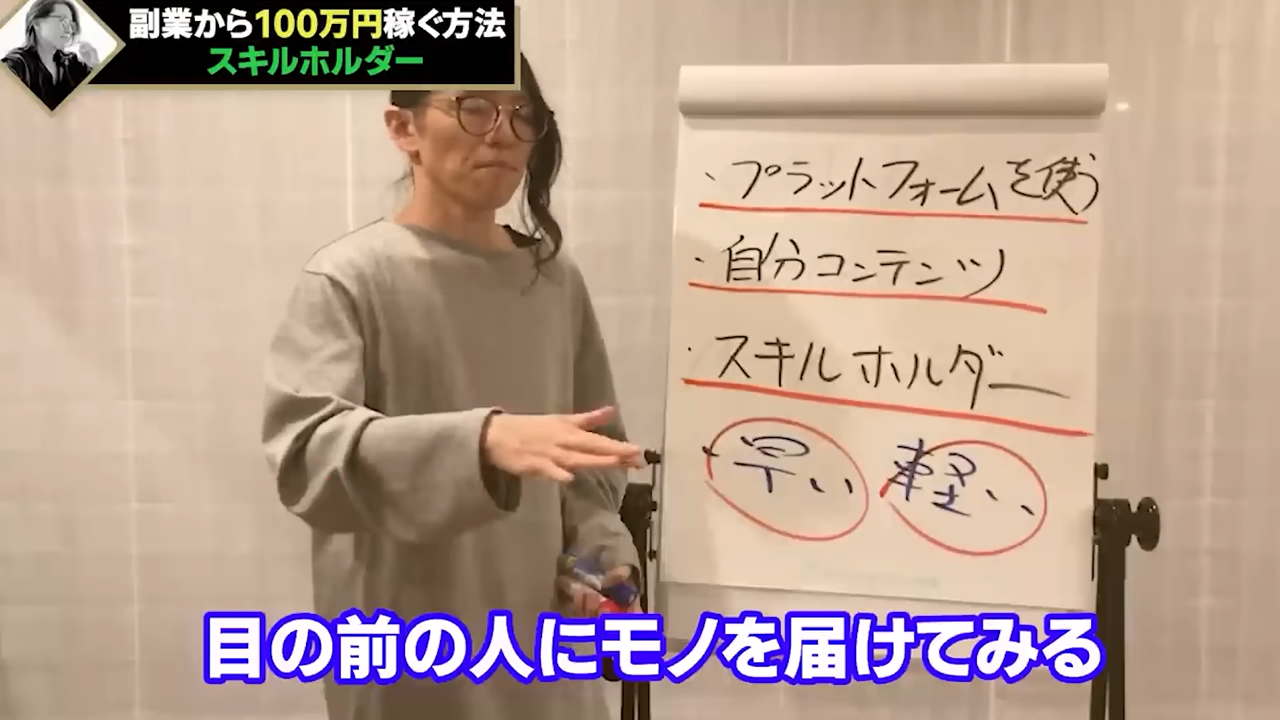 副業から100万円稼ぐ方法
スキルホルダー
・プラットフォームを使う
・自分コンテンツ
・スキルホルダー
早い 軽い
目の前の人にモノを届けてみる